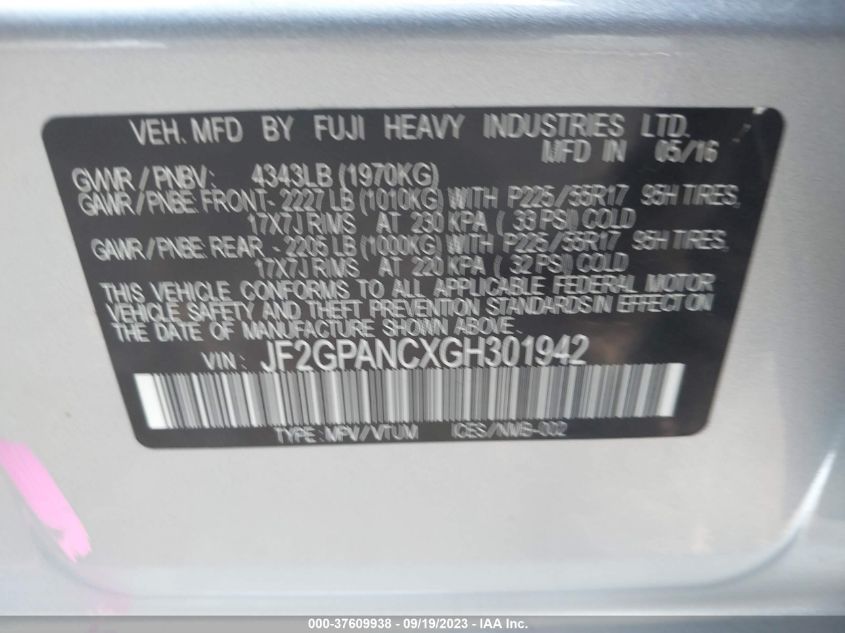 VEH. MFD BY FUJI HEAVY INDUSTRIES LTD.
MFD IN 05/16
GVWR / PNBV: 4343LB (1970KG)
GAWR / PNBE: FRONT- 2227 LB (1010KG) WITH P225/55R17 95H TIRES,
17X7J RIMS AT 230 KPA ( 33 PSI) COLD
GAWR / PNBE: REAR - 2205 LB (1000KG) WITH P225/55R17 95H TIRES,
17X7J RIMS AT 220 KPA ( 32 PSI) COLD
THIS VEHICLE CONFORMS TO ALL APPLICABLE FEDERAL MOTOR
VEHICLE SAFETY AND THEFT PREVENTION STANDARDS IN EFFECT ON
THE DATE OF MANUFACTURE SHOWN ABOVE.
VIN: JF2GPANCXGH301942
TYPE: MPV/VTUM ICES/NMB-002
000-37609938 - 09/19/2023 - IAA Inc.